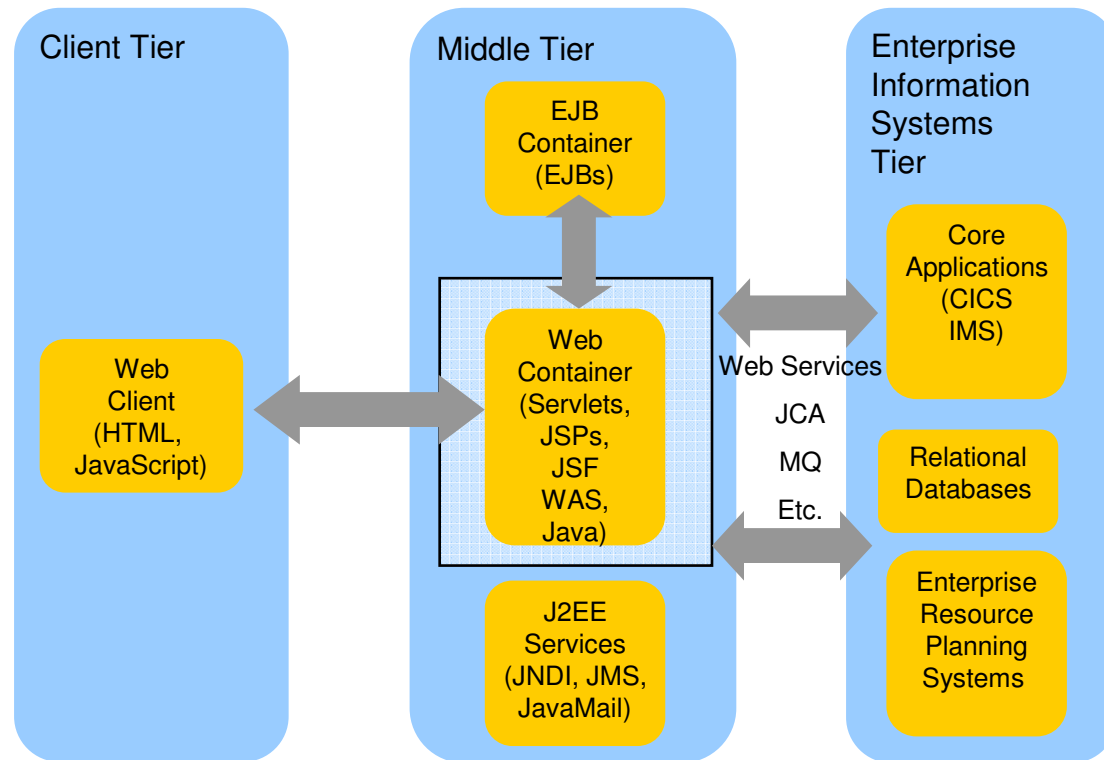 Client Tier
Web
Client
(HTML,
JavaScript)
Middle Tier
EJB
Container
(EJBs)
Web
Container
(Servlets,
JSPs,
JSF
WAS,
Java)
J2EE
Services
(JNDI, JMS,
JavaMail)
Web Services
JCA
MQ
Etc.
Enterprise
Information
Systems
Tier
Core
Applications
(CICS
IMS)
Relational
Databases
Enterprise
Resource
Planning
Systems